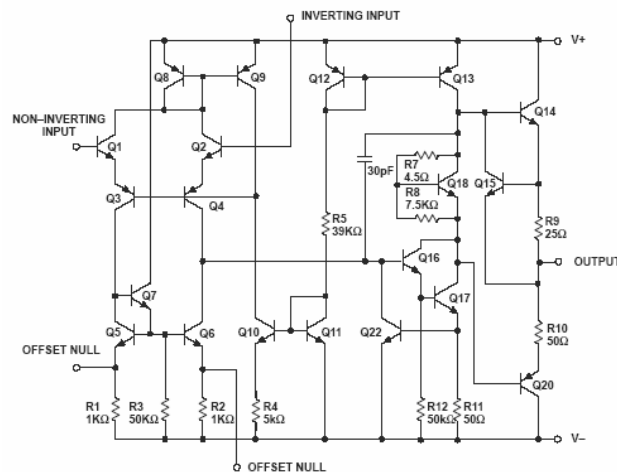 INVERTING INPUT
V+
Q8
Q9
Q12
Q13
Q14
NON–INVERTING
INPUT
Q1
Q2
30pF
R7
4.5Ω
Q18
R8
7.5KΩ
Q15
Q3
Q4
R5
39KΩ
R9
25Ω
OUTPUT
Q16
Q7
Q17
Q5
Q6
Q10
Q11
Q22
R10
50Ω
OFFSET NULL
Q20
R1
1KΩ
R3
50KΩ
R2
1KΩ
R4
5kΩ
R12
50kΩ
R11
50Ω
V–
OFFSET NULL